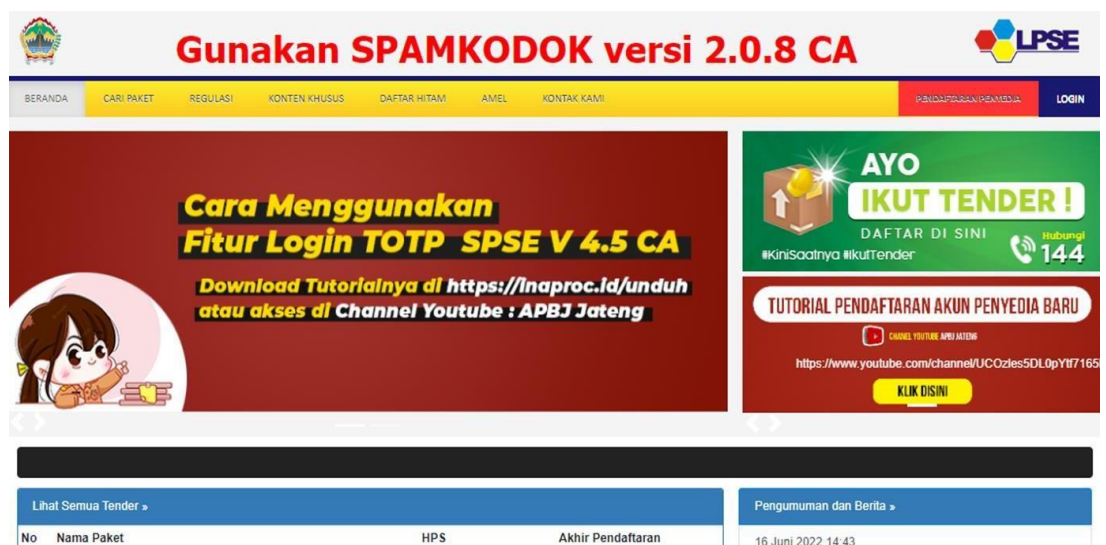 Gunakan SPAMKODOK versi 2.0.8 CA
LPSE
BERANDA CARI PAKET REGULASI KONTEN KHUSUS DAFTAR HITAM AMEL KONTAK KAMI PENDAFTARAN PENYEDIA LOGIN
Cara Menggunakan
Fitur Login TOTP SPSE V 4.5 CA
Download Tutorialnya di https://inaproc.id/unduh
atau akses di Channel Youtube : APBJ Jateng
AYO
IKUT TENDER !
DAFTAR DI SINI
#KiniSaatnya #IkutTender
Hubungi
144
TUTORIAL PENDAFTARAN AKUN PENYEDIA BARU
CHANEL YOUTUBE APBJ JATENG
https://www.youtube.com/channel/UCOzles5DL0pYtf7165
KLIK DISINI
Lihat Semua Tender »
No Nama Paket HPS Akhir Pendaftaran
Pengumuman dan Berita »
16 Juni 2022 14:43